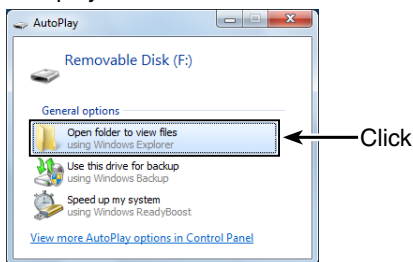 AutoPlay
Removable Disk (F:)
General options
Open folder to view files
using Windows Explorer
Click
Use this drive for backup
using Windows Backup
Speed up my system
using Windows ReadyBoost
View more AutoPlay options in Control Panel